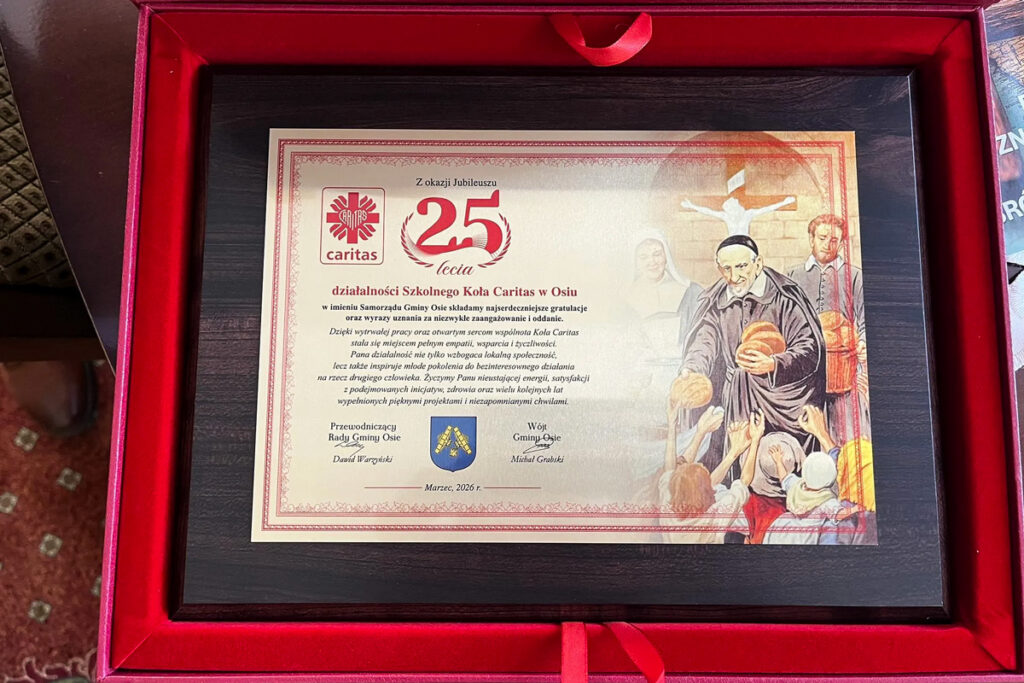 Z okazji Jubileuszu
CARITAS
caritas
25
lecia
działalności Szkolnego Koła Caritas w Osiu
w imieniu Samorządu Gminy Osie składamy najserdeczniejsze gratulacje
oraz wyrazy uznania za niezwykłe zaangażowanie i oddanie.
Dzięki wytrwałej pracy oraz otwartym sercom wspólnota Koła Caritas
stała się miejscem pełnym empatii, wsparcia i życzliwości.
Pana działalność nie tylko wzbogaca lokalną społeczność,
lecz także inspiruje młode pokolenia do bezinteresownego działania
na rzecz drugiego człowieka. Życzymy Panu nieustającej energii, satysfakcji
z podejmowanych inicjatyw, zdrowia oraz wielu kolejnych lat
wypełnionych pięknymi projektami i niezapomnianymi chwilami.
Przewodniczący
Rady Gminy Osie
Dawid Warzyński
Wójt
Gminy Osie
Michał Grabski
Marzec, 2026 r.